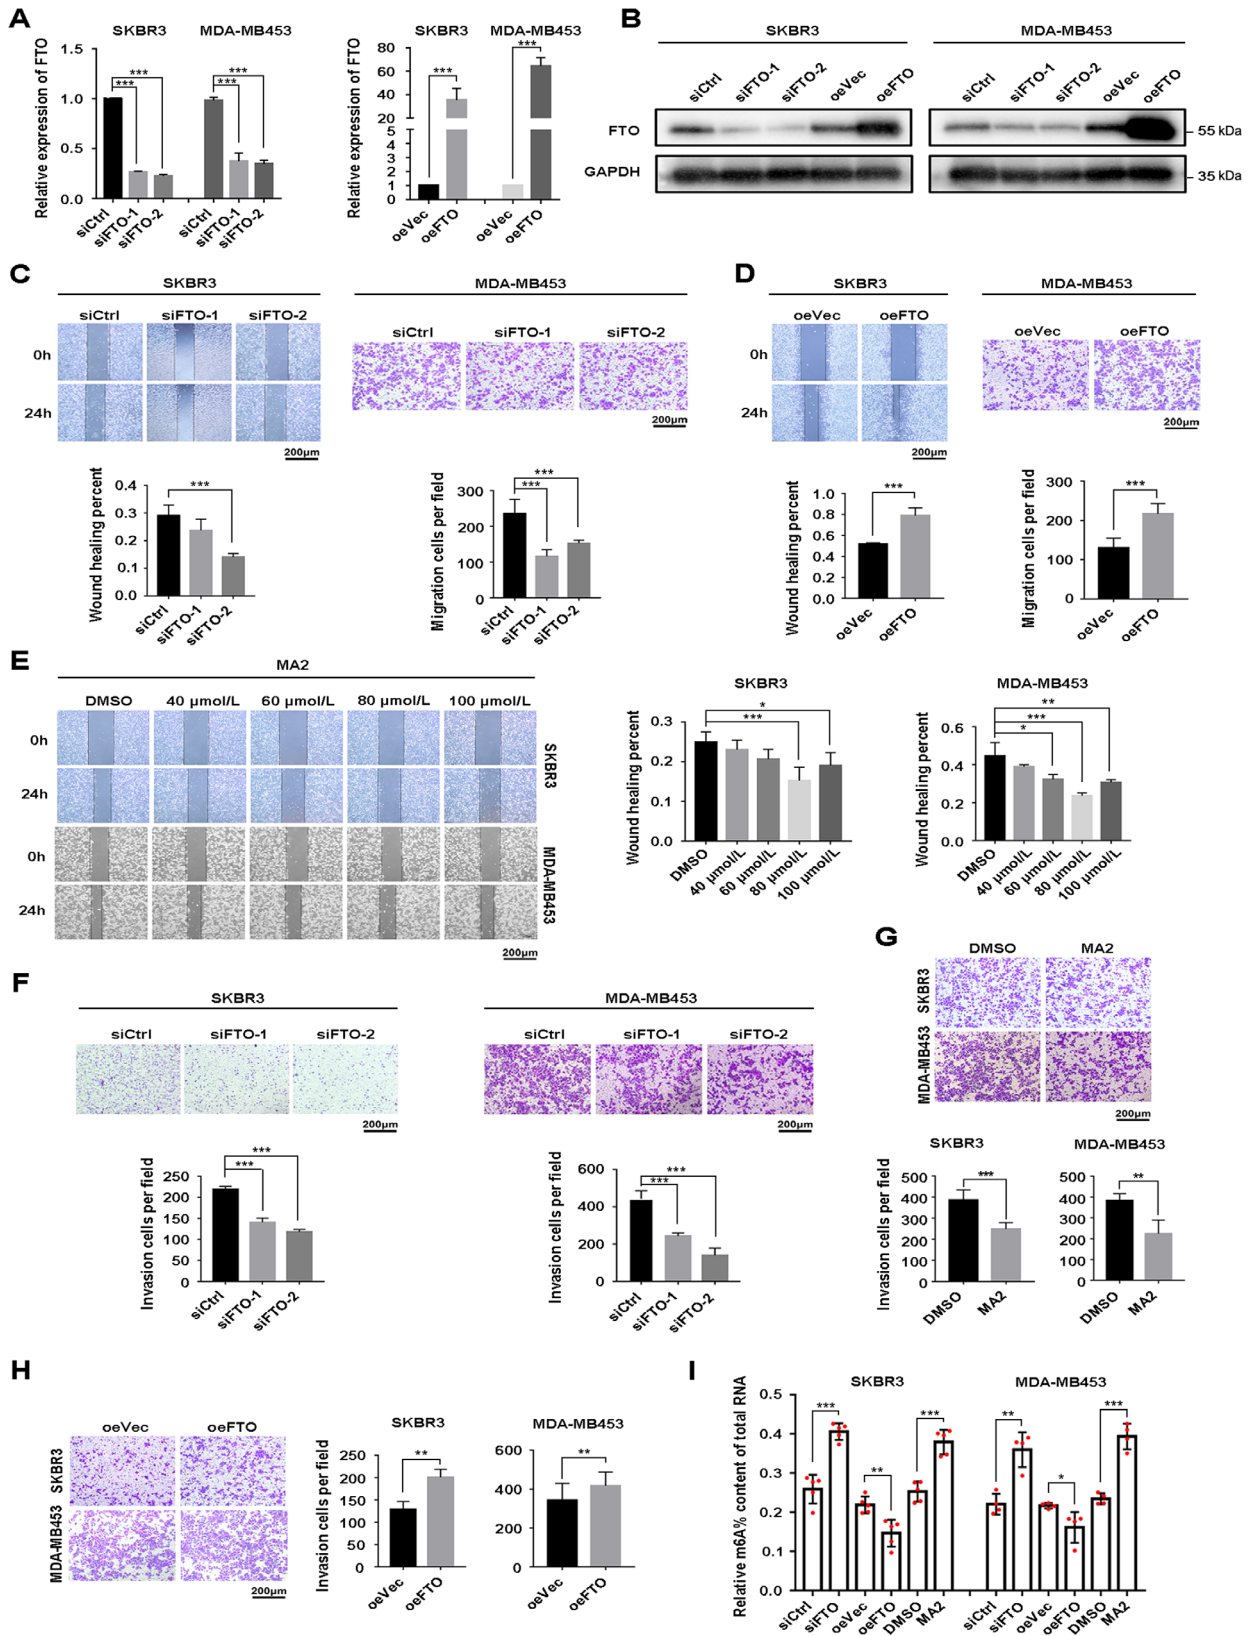 A
SKBR3 MDA-MB453
Relative expression of FTO
1.5
1.0
0.5
0.0
*** *** *** ***
siCtrl siFTO-1 siFTO-2 siCtrl siFTO-1 siFTO-2
SKBR3 MDA-MB453
Relative expression of FTO
80
60
40
20
5
4
3
2
1
0
*** ***
oeVec oeFTO oeVec oeFTO
B
SKBR3 MDA-MB453
siCtrl siFTO-1 siFTO-2 oeVec oeFTO siCtrl siFTO-1 siFTO-2 oeVec oeFTO
FTO 55 kDa
GAPDH 35 kDa
C
SKBR3 MDA-MB453
siCtrl siFTO-1 siFTO-2
0h
24h
200μm
siCtrl siFTO-1 siFTO-2
200μm
Wound healing percent
0.4
0.3
0.2
0.1
0.0
***
siCtrl siFTO-1 siFTO-2
Migration cells per field
300
200
100
0
***
***
siCtrl siFTO-1 siFTO-2
D
SKBR3 MDA-MB453
oeVec oeFTO
0h
24h
200μm
oeVec oeFTO
200μm
Wound healing percent
1.0
0.8
0.6
0.4
0.2
0.0
***
oeVec oeFTO
Migration cells per field
300
200
100
0
***
oeVec oeFTO
E
MA2
DMSO 40 μmol/L 60 μmol/L 80 μmol/L 100 μmol/L
0h
24h
SKBR3
0h
24h
MDA-MB453
200μm
SKBR3
Wound healing percent
0.3
0.2
0.1
0.0
*
***
DMSO 40 μmol/L 60 μmol/L 80 μmol/L 100 μmol/L
MDA-MB453
Wound healing percent
0.6
0.4
0.2
0.0
**
***
*
DMSO 40 μmol/L 60 μmol/L 80 μmol/L 100 μmol/L
F
SKBR3 MDA-MB453
siCtrl siFTO-1 siFTO-2 siCtrl siFTO-1 siFTO-2
200μm 200μm
Invasion cells per field
250
200
150
100
50
0
***
***
siCtrl siFTO-1 siFTO-2
Invasion cells per field
600
400
200
0
***
***
siCtrl siFTO-1 siFTO-2
G
DMSO MA2
SKBR3
MDA-MB453
200μm
SKBR3
Invasion cells per field
500
400
300
200
100
0
***
DMSO MA2
MDA-MB453
500
400
300
200
100
0
**
DMSO MA2
H
oeVec oeFTO
SKBR3
MDA-MB453
200μm
SKBR3
Invasion cells per field
250
200
150
100
50
0
**
oeVec oeFTO
MDA-MB453
600
400
200
0
**
oeVec oeFTO
I
SKBR3 MDA-MB453
Relative m6A% content of total RNA
0.5
0.4
0.3
0.2
0.1
0.0
*** ** *** ** * ***
siCtrl siFTO oeVec oeFTO DMSO MA2 siCtrl siFTO oeVec oeFTO DMSO MA2